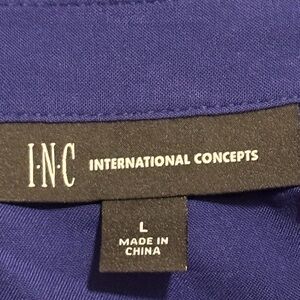 I·N·C INTERNATIONAL CONCEPTS
L
MADE IN
CHINA